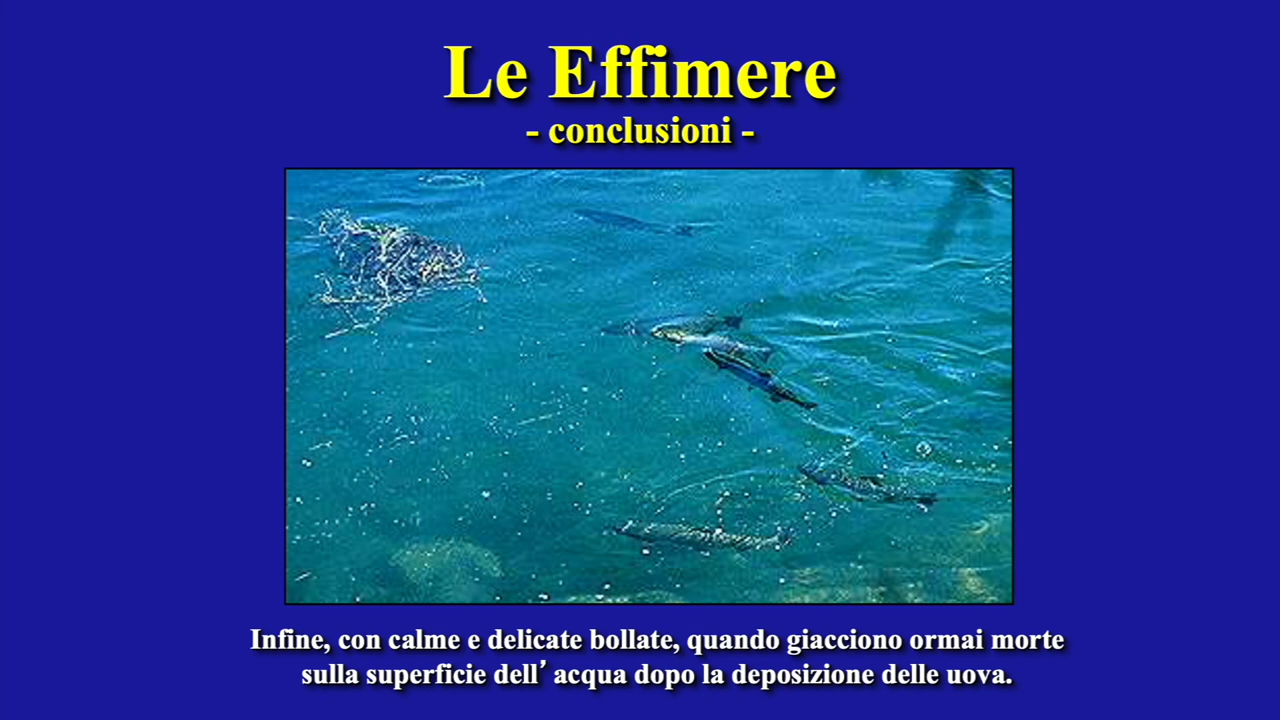 Le Effimere
- conclusioni -
Infine, con calme e delicate bollate, quando giacciono ormai morte
sulla superficie dell’ acqua dopo la deposizione delle uova.